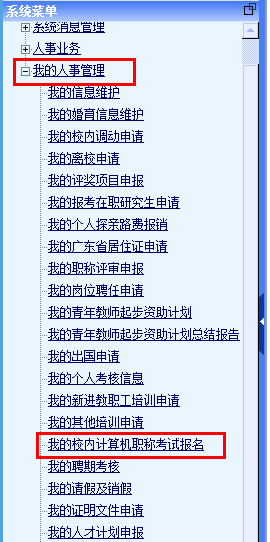 系统菜单
系统消息管理
人事业务
我的人事管理
我的信息维护
我的婚育信息维护
我的校内调动申请
我的离校申请
我的评奖项目申报
我的报考在职研究生申请
我的个人探亲路费报销
我的广东省居住证申请
我的职称评审申报
我的岗位聘任申请
我的青年教师起步资助计划
我的青年教师起步资助计划总结报告
我的出国申请
我的个人考核信息
我的新进教职工培训申请
我的其他培训申请
我的校内计算机职称考试报名
我的聘期考核
我的请假及销假
我的证明文件申请
我的人才计划申报